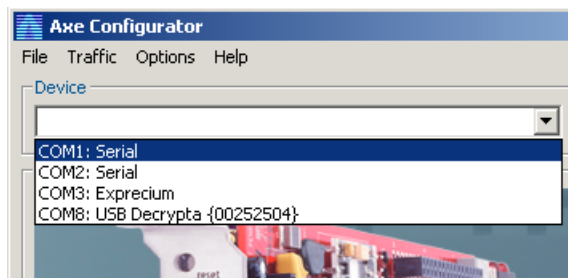 Axe Configurator
File Traffic Options Help
Device
COM1: Serial
COM2: Serial
COM3: Exprecium
COM8: USB Decrypta {00252504}
reset